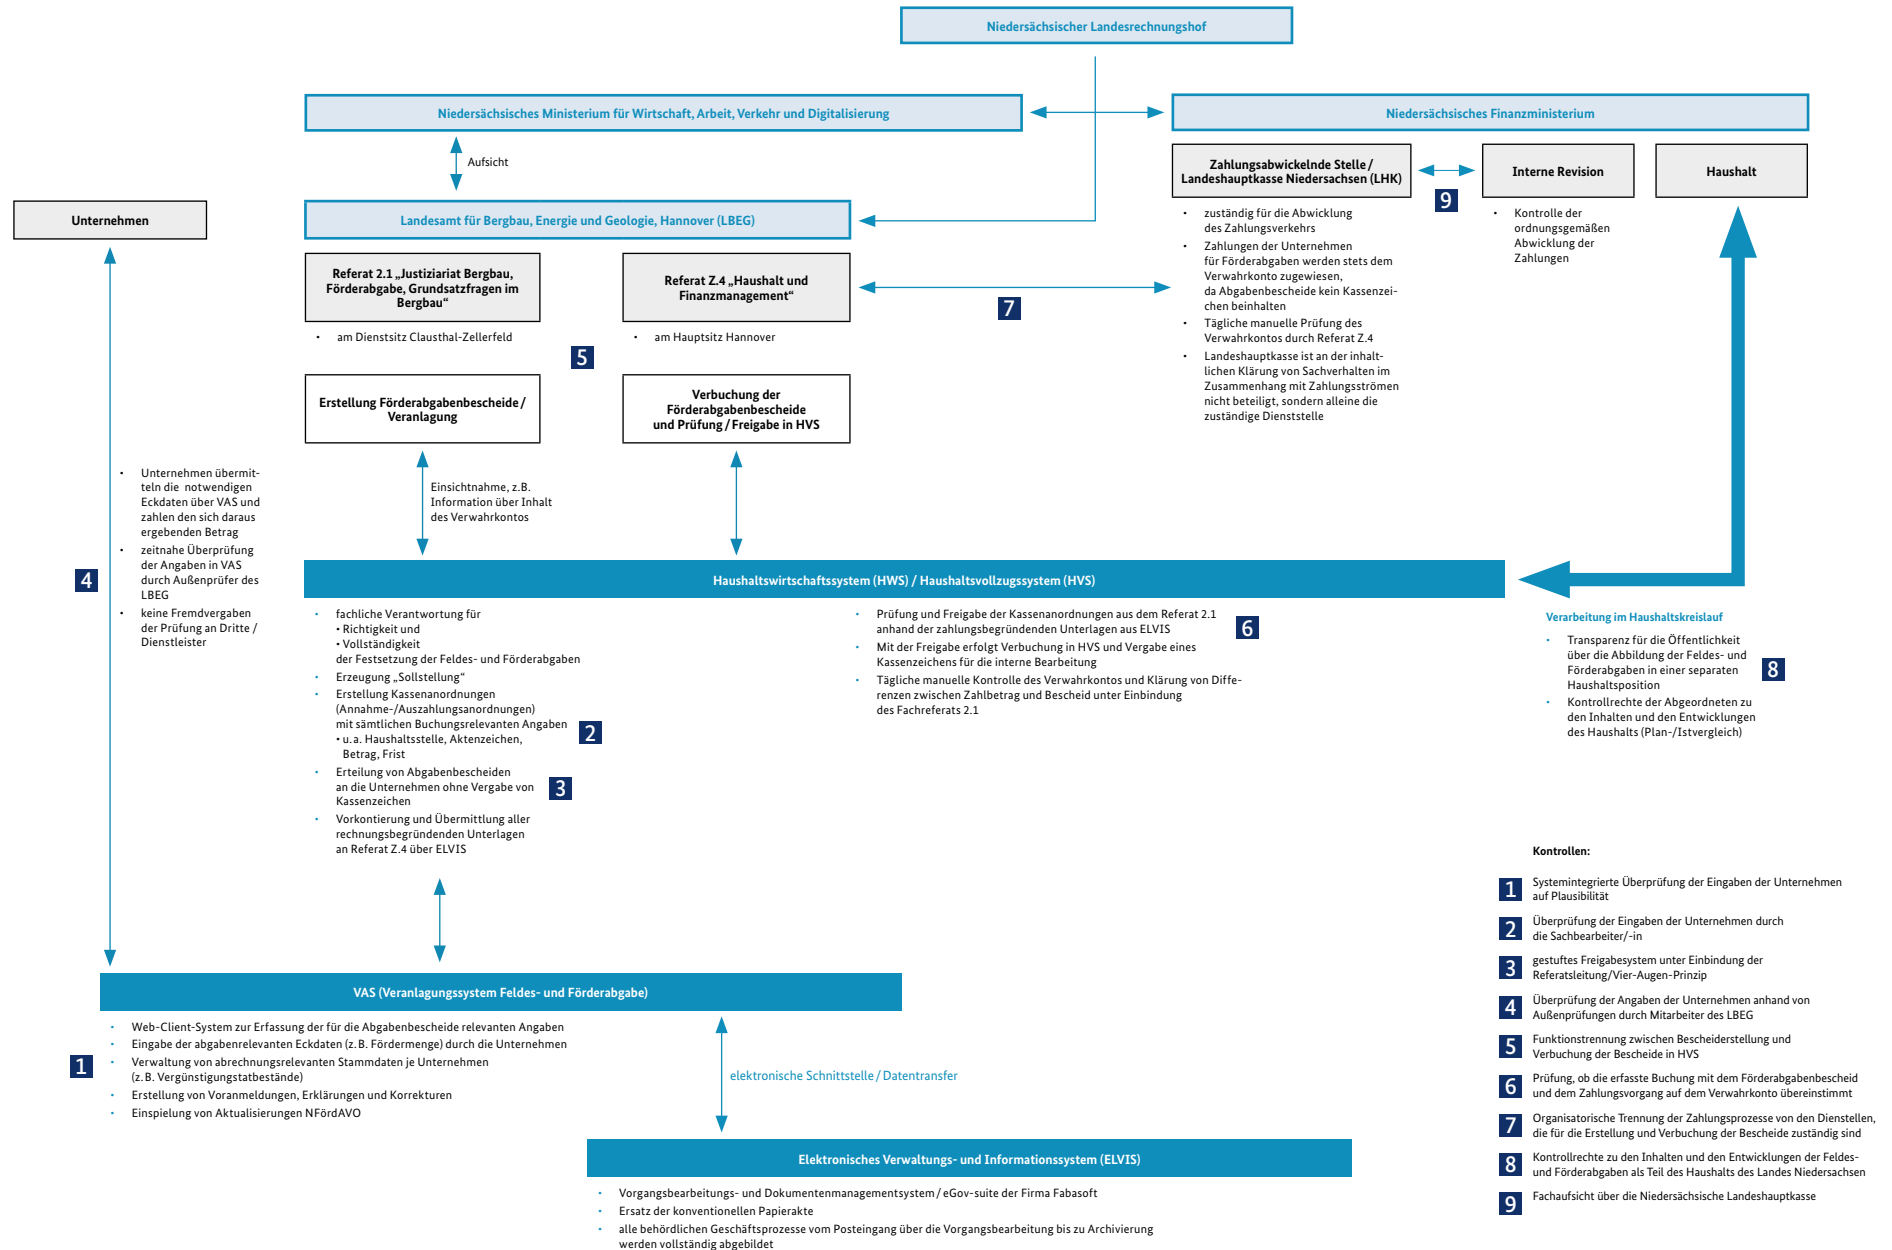 Niedersächsischer Landesrechnungshof
Niedersächsisches Ministerium für Wirtschaft, Arbeit, Verkehr und Digitalisierung
Niedersächsisches Finanzministerium
Aufsicht
Zahlungsabwickelnde Stelle /
Landeshauptkasse Niedersachsen (LHK)
9
Interne Revision
Haushalt
Unternehmen
Landesamt für Bergbau, Energie und Geologie, Hannover (LBEG)
• zuständig für die Abwicklung
des Zahlungsverkehrs
• Zahlungen der Unternehmen
für Förderabgaben werden stets dem
Verwahrkonto zugewiesen,
da Abgabenbescheide kein Kassenzei-
chen beinhalten
• Tägliche manuelle Prüfung des
Verwahrkontos durch Referat Z.4
• Landeshauptkasse ist an der inhalt-
lichen Klärung von Sachverhalten im
Zusammenhang mit Zahlungsströmen
nicht beteiligt, sondern alleine die
zuständige Dienststelle
• Kontrolle der
ordnungsgemäßen
Abwicklung der
Zahlungen
Referat 2.1 „Justiziariat Bergbau,
Förderabgabe, Grundsatzfragen im
Bergbau“
• am Dienstsitz Clausthal-Zellerfeld
5
Referat Z.4 „Haushalt und
Finanzmanagement“
• am Hauptsitz Hannover
7
Erstellung Förderabgabenbescheide /
Veranlagung
Verbuchung der
Förderabgabenbescheide
und Prüfung / Freigabe in HVS
Einsichtnahme, z.B.
Information über Inhalt
des Verwahrkontos
4
• Unternehmen übermit-
teln die notwendigen
Eckdaten über VAS und
zahlen den sich daraus
ergebenden Betrag
• zeitnahe Überprüfung
der Angaben in VAS
durch Außenprüfer des
LBEG
• keine Fremdvergaben
der Prüfung an Dritte /
Dienstleister
Haushaltswirtschaftssystem (HWS) / Haushaltsvollzugssystem (HVS)
• fachliche Verantwortung für
• Richtigkeit und
• Vollständigkeit
der Festsetzung der Feldes- und Förderabgaben
• Erzeugung „Sollstellung“
• Erstellung Kassenanordnungen
(Annahme-/Auszahlungsanordnungen)
mit sämtlichen Buchungsrelevanten Angaben
• u. a. Haushaltsstelle, Aktenzeichen,
Betrag, Frist
2
• Erteilung von Abgabenbescheiden
an die Unternehmen ohne Vergabe von
Kassenzeichen
3
• Vorkontierung und Übermittlung aller
rechnungsbegründenden Unterlagen
an Referat Z.4 über ELVIS
• Prüfung und Freigabe der Kassenanordnungen aus dem Referat 2.1
anhand der zahlungsbegründenden Unterlagen aus ELVIS
6
• Mit der Freigabe erfolgt Verbuchung in HVS und Vergabe eines
Kassenzeichens für die interne Bearbeitung
• Tägliche manuelle Kontrolle des Verwahrkontos und Klärung von Diffe-
renzen zwischen Zahlbetrag und Bescheid unter Einbindung
des Fachreferats 2.1
Verarbeitung im Haushaltskreislauf
• Transparenz für die Öffentlichkeit
über die Abbildung der Feldes- und
Förderabgaben in einer separaten
Haushaltsposition
8
• Kontrollrechte der Abgeordneten zu
den Inhalten und den Entwicklungen
des Haushalts (Plan-/Istvergleich)
VAS (Veranlagungssystem Feldes- und Förderabgabe)
1
• Web-Client-System zur Erfassung der für die Abgabenbescheide relevanten Angaben
• Eingabe der abgabenrelevanten Eckdaten (z. B. Fördermenge) durch die Unternehmen
• Verwaltung von abrechnungsrelevanten Stammdaten je Unternehmen
(z. B. Vergünstigungstatbestände)
• Erstellung von Voranmeldungen, Erklärungen und Korrekturen
• Einspielung von Aktualisierungen NFördAVO
elektronische Schnittstelle / Datentransfer
Elektronisches Verwaltungs- und Informationssystem (ELVIS)
• Vorgangsbearbeitungs- und Dokumentenmanagementsystem / eGov-suite der Firma Fabasoft
• Ersatz der konventionellen Papierakte
• alle behördlichen Geschäftsprozesse vom Posteingang über die Vorgangsbearbeitung bis zu Archivierung
werden vollständig abgebildet
Kontrollen:
1 Systemintegrierte Überprüfung der Eingaben der Unternehmen
auf Plausibilität
2 Überprüfung der Eingaben der Unternehmen durch
die Sachbearbeiter/-in
3 gestuftes Freigabesystem unter Einbindung der
Referatsleitung/Vier-Augen-Prinzip
4 Überprüfung der Angaben der Unternehmen anhand von
Außenprüfungen durch Mitarbeiter des LBEG
5 Funktionstrennung zwischen Bescheiderstellung und
Verbuchung der Bescheide in HVS
6 Prüfung, ob die erfasste Buchung mit dem Förderabgabenbescheid
und dem Zahlungsvorgang auf dem Verwahrkonto übereinstimmt
7 Organisatorische Trennung der Zahlungsprozesse von den Dienstellen,
die für die Erstellung und Verbuchung der Bescheide zuständig sind
8 Kontrollrechte zu den Inhalten und den Entwicklungen der Feldes-
und Förderabgaben als Teil des Haushalts des Landes Niedersachsen
9 Fachaufsicht über die Niedersächsische Landeshauptkasse